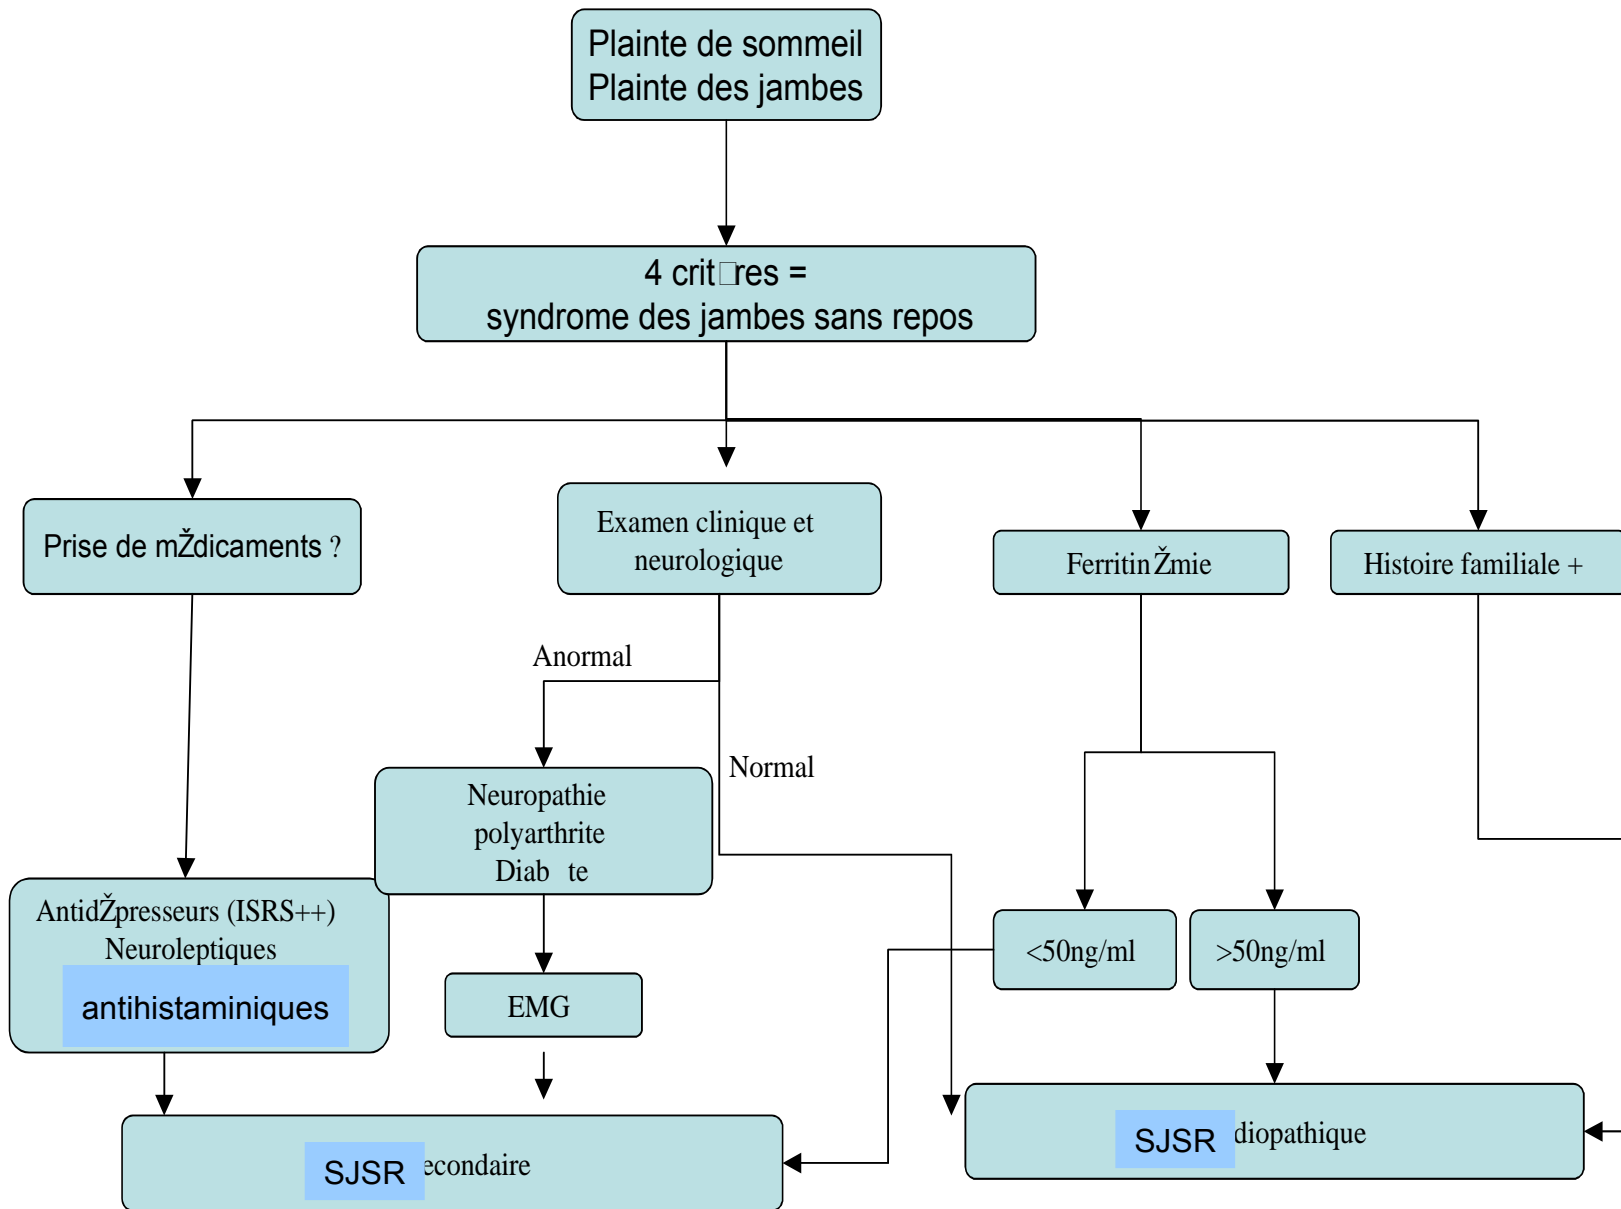 Plainte de sommeil
Plainte des jambes
4 crit□res =
syndrome des jambes sans repos
Prise de mŽdicaments ?
Examen clinique et
neurologique
FerritinŽmie
Histoire familiale +
Anormal
Normal
Neuropathie
polyarthrite
Diab te
AntidŽpresseurs (ISRS++)
Neuroleptiques
antihistaminiques
<50ng/ml
>50ng/ml
EMG
SJSR econdaire
SJSR diopathique